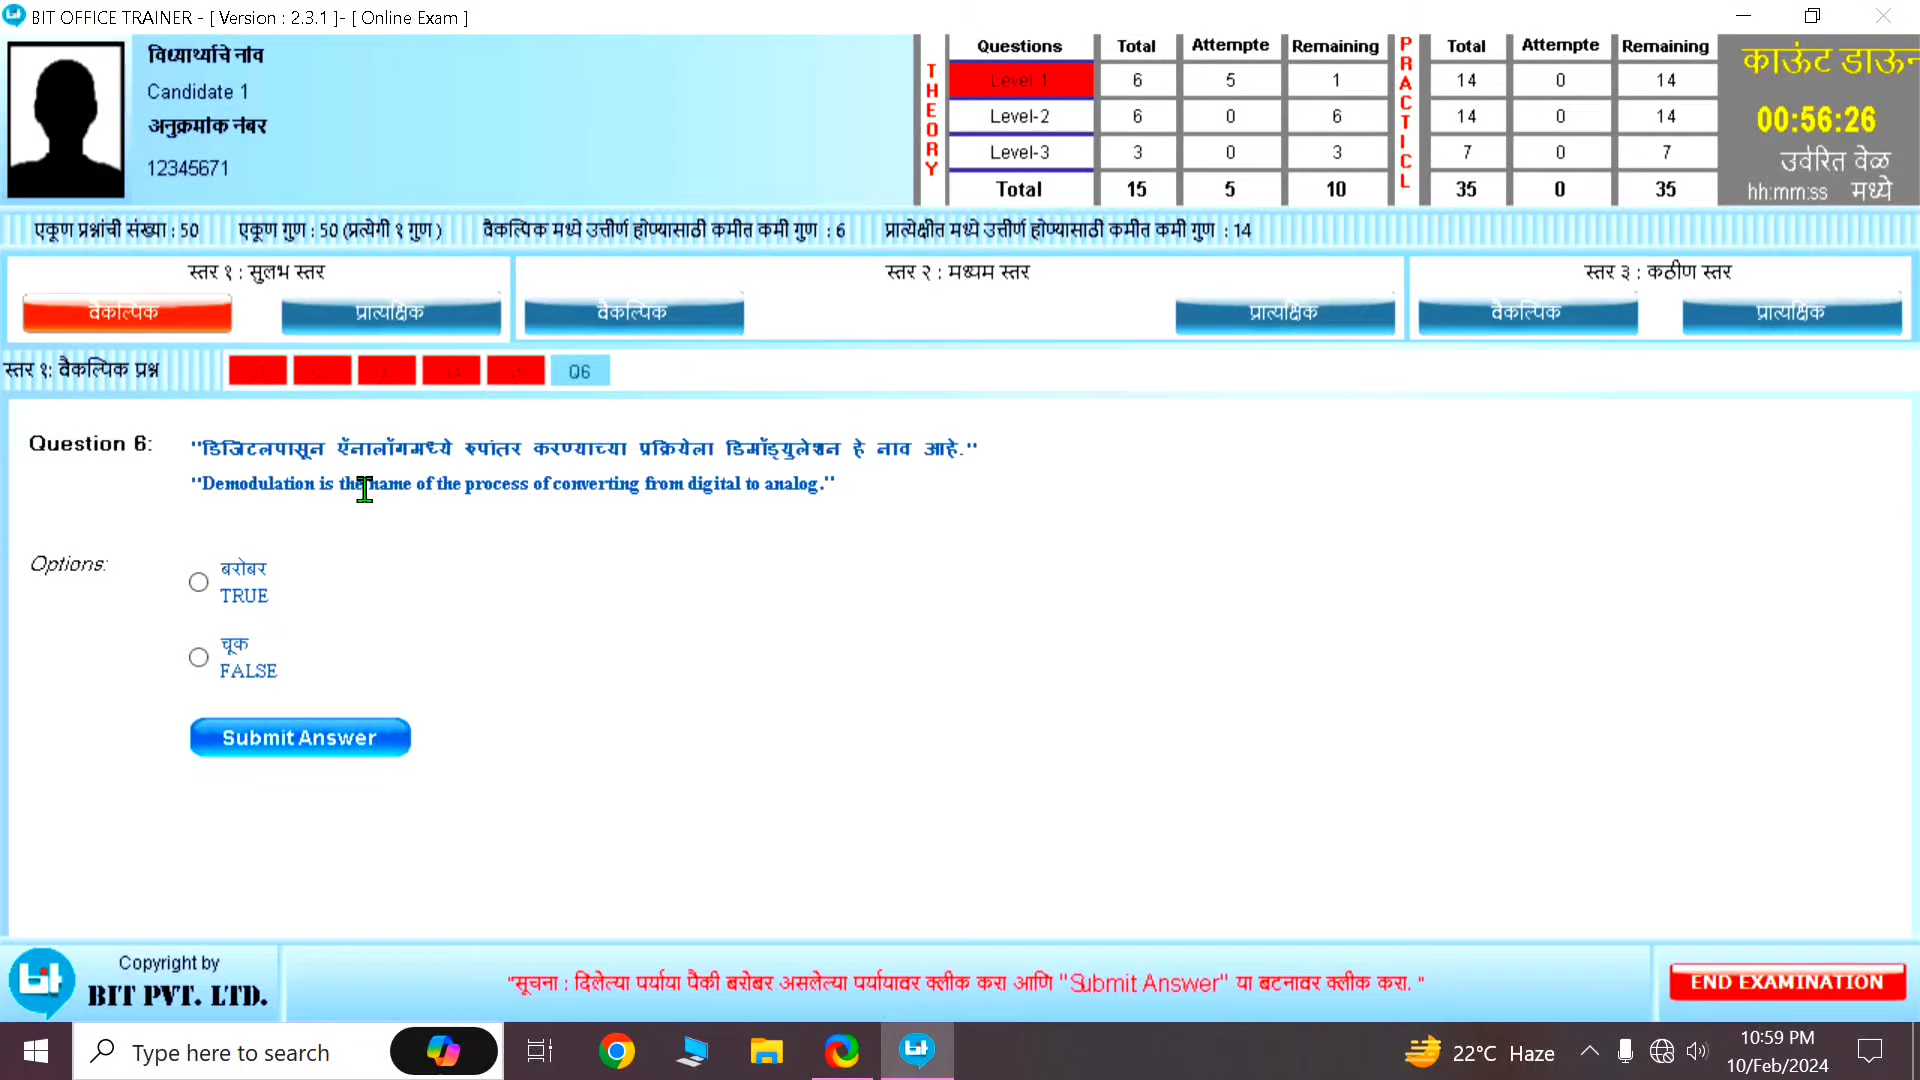 BIT OFFICE TRAINER - [ Version : 2.3.1 ]- [ Online Exam ]
विध्यार्थ्याचे नांव
Candidate 1
अनुक्रमांक नंबर
12345671
THEORY
Questions Total Attempte Remaining
Level-1 6 5 1
Level-2 6 0 6
Level-3 3 0 3
Total 15 5 10
PRACTICL
Total Attempte Remaining
14 0 14
14 0 14
7 0 7
35 0 35
काऊंट डाऊन
00:56:26
उर्वरित वेळ
hh:mm:ss मध्ये
एकूण प्रश्नांची संख्या : 50 एकूण गुण : 50 (प्रत्येगी १ गुण ) वैकल्पिक मध्ये उत्तीर्ण होण्यासाठी कमीत कमी गुण : 6 प्रात्येक्षीत मध्ये उत्तीर्ण होण्यासाठी कमीत कमी गुण : 14
स्तर १ : सुलभ स्तर स्तर २ : मध्यम स्तर स्तर ३ : कठीण स्तर
वैकल्पिक प्रात्यक्षिक वैकल्पिक प्रात्यक्षिक वैकल्पिक प्रात्यक्षिक
स्तर १: वैकल्पिक प्रश्न Q6
Question 6: "डिजिटलपासून ऍनालॉगमध्ये रुपांतर करण्याच्या प्रक्रियेला डिमॉड्युलेशन हे नाव आहे."
"Demodulation is the name of the process of converting from digital to analog."
Options:
बरोबर
TRUE
चूक
FALSE
Submit Answer
Copyright by
BIT PVT. LTD.
"सूचना : दिलेल्या पर्याया पैकी बरोबर असलेल्या पर्यायावर क्लीक करा आणि "Submit Answer" या बटनावर क्लीक करा. "
END EXAMINATION
Type here to search
22°C Haze
10:59 PM
10/Feb/2024